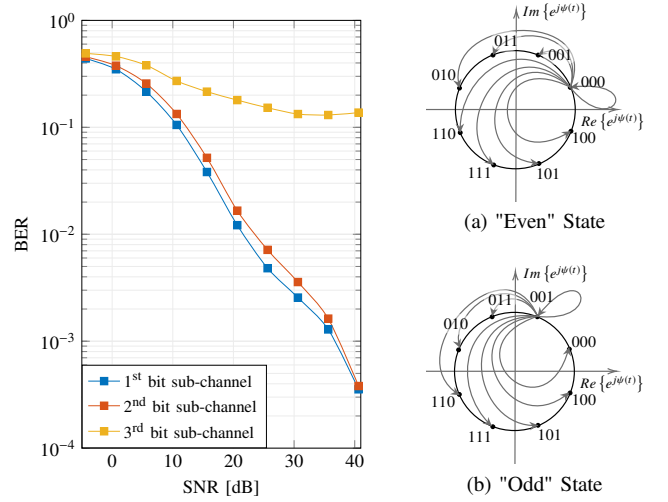 10^0
10^-1
10^-2
10^-3
10^-4
BER
0 10 20 30 40
SNR [dB]
1st bit sub-channel
2nd bit sub-channel
3rd bit sub-channel
Im {e^jψ(t)}
011
001
010
000
Re {e^jψ(t)}
110
100
111
101
(a) "Even" State
Im {e^jψ(t)}
001
011
010
000
Re {e^jψ(t)}
110
100
111
101
(b) "Odd" State